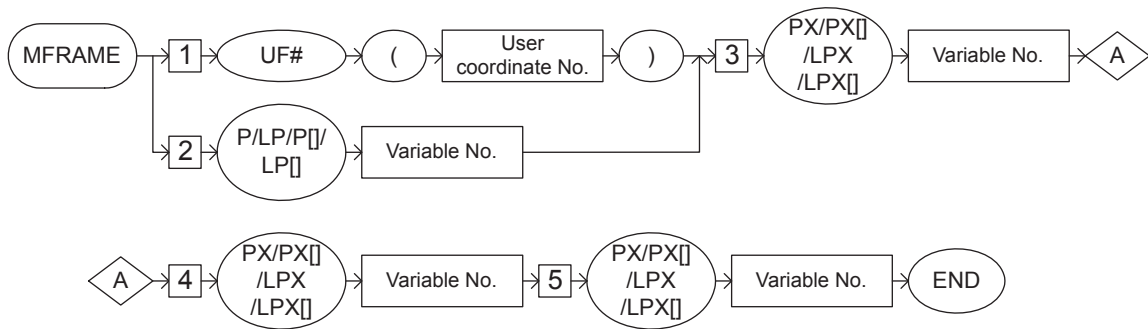 MFRAME
1
UF#
(
User
coordinate No.
)
3
PX/PX[]
/LPX
/LPX[]
Variable No.
A
2
P/LP/P[]/
LP[]
Variable No.
A
4
PX/PX[]
/LPX
/LPX[]
Variable No.
5
PX/PX[]
/LPX
/LPX[]
Variable No.
END